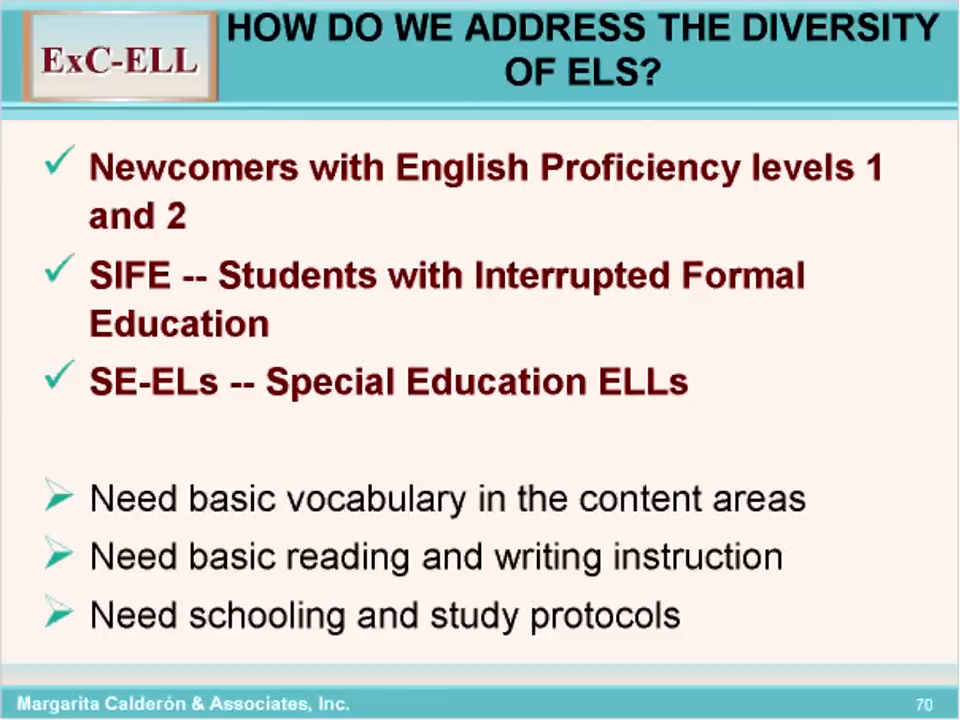 ExC-ELL
HOW DO WE ADDRESS THE DIVERSITY
OF ELS?
Newcomers with English Proficiency levels 1
and 2
SIFE -- Students with Interrupted Formal
Education
SE-ELs -- Special Education ELLs
Need basic vocabulary in the content areas
Need basic reading and writing instruction
Need schooling and study protocols
Margarita Calderón & Associates, Inc.
70